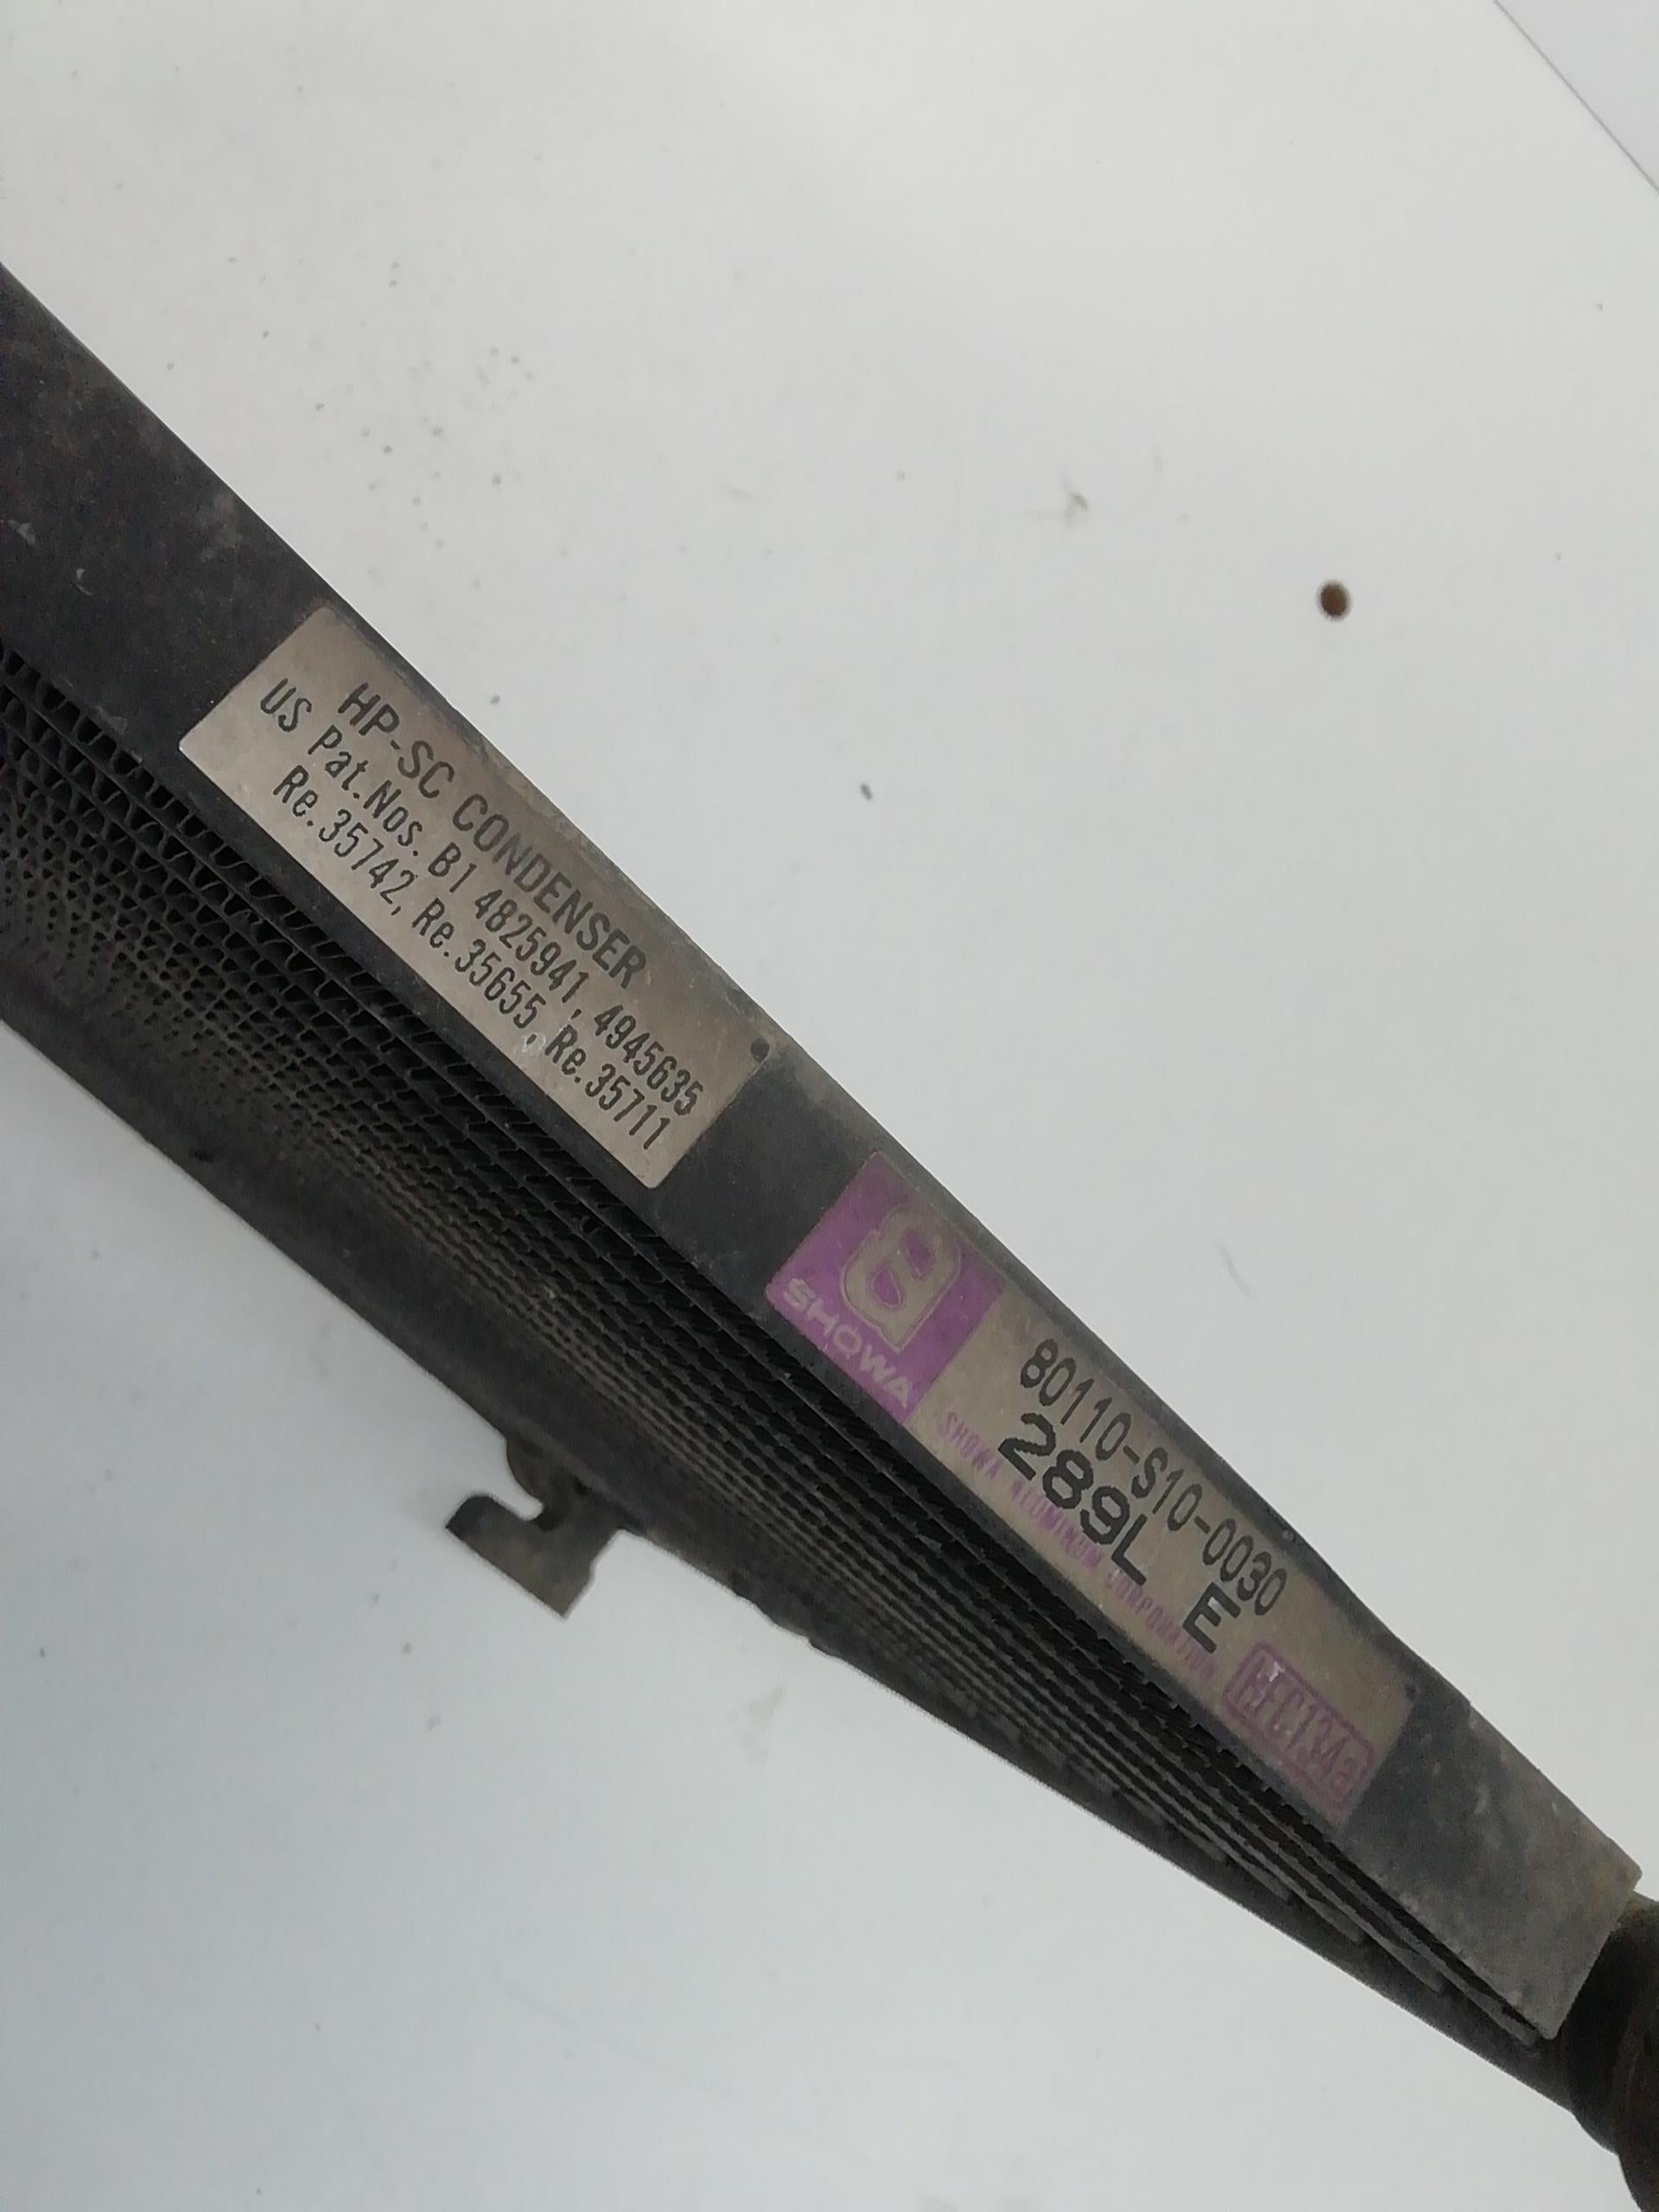 HP-SC CONDENSER
US Pat.Nos. B1 4825941, 4945635
Re.35742, Re.35655, Re.35711
SHOWA
80110-S10-0030
289L E
SHOWA ALUMINUM CORPORATION
HFC134a